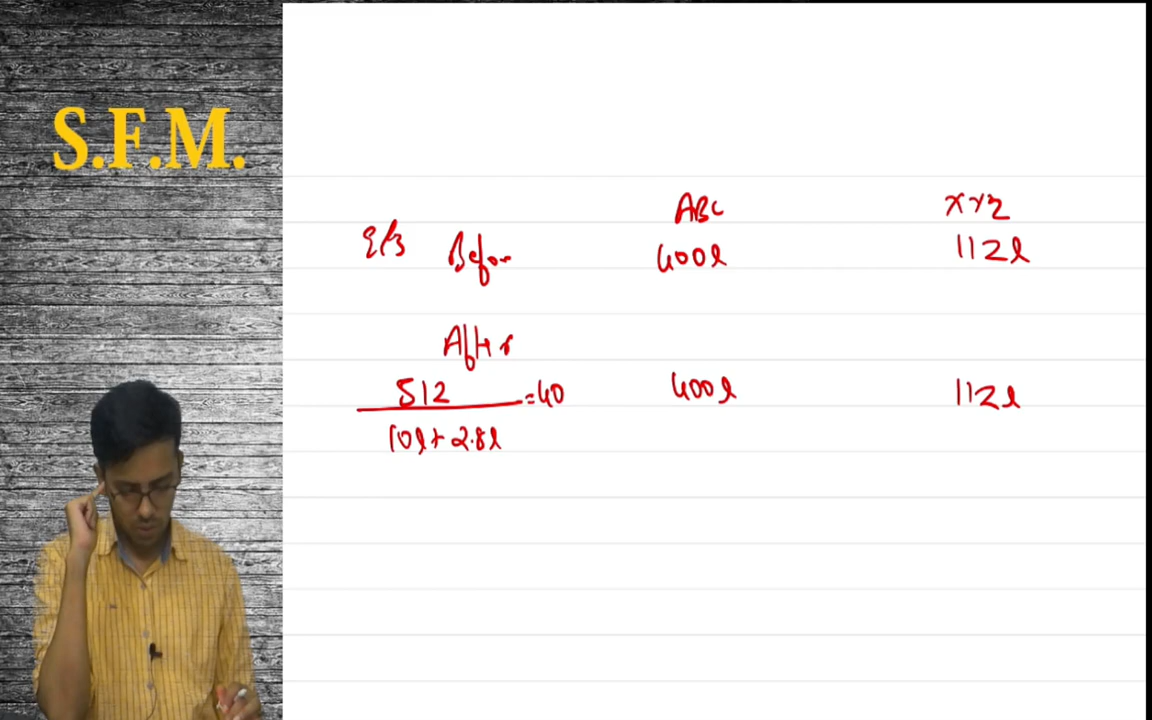 S.F.M.
ABC XYZ
EPS Before 400l 112l
After
512 =40 400l 112l
10l+ 2.8l